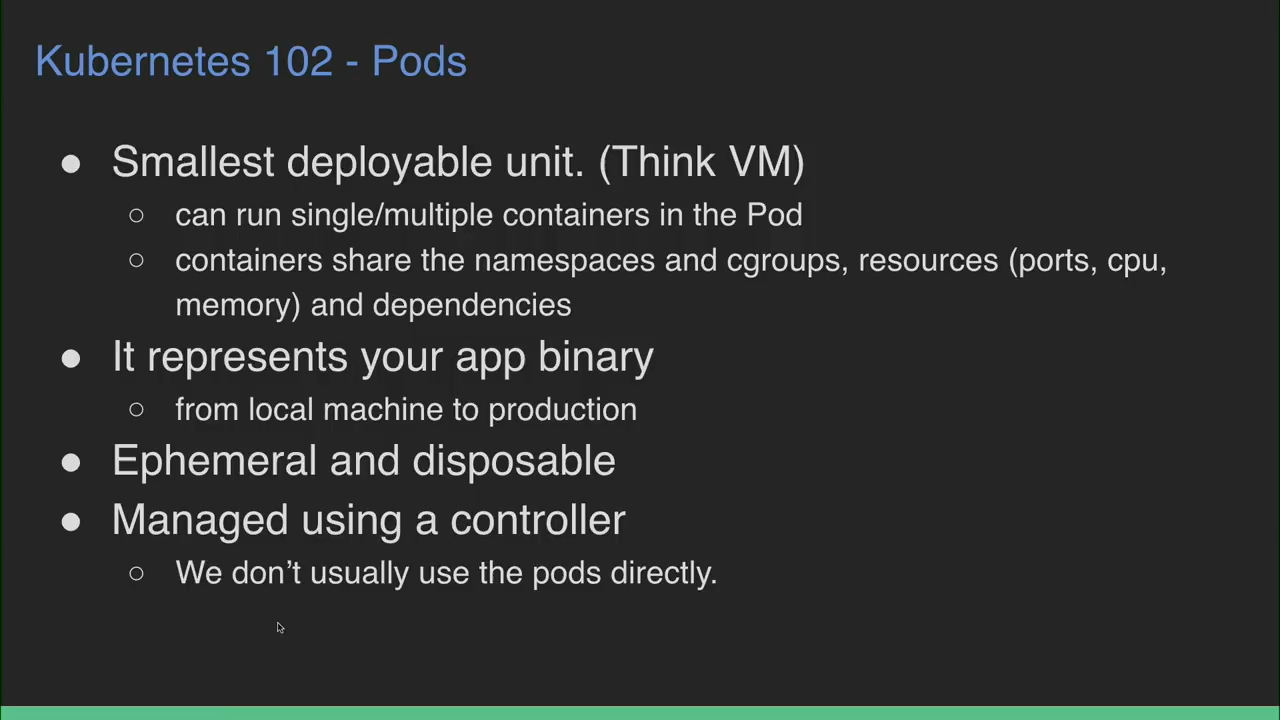 Kubernetes 102 - Pods
● Smallest deployable unit. (Think VM)
○ can run single/multiple containers in the Pod
○ containers share the namespaces and cgroups, resources (ports, cpu,
memory) and dependencies
● It represents your app binary
○ from local machine to production
● Ephemeral and disposable
● Managed using a controller
○ We don’t usually use the pods directly.